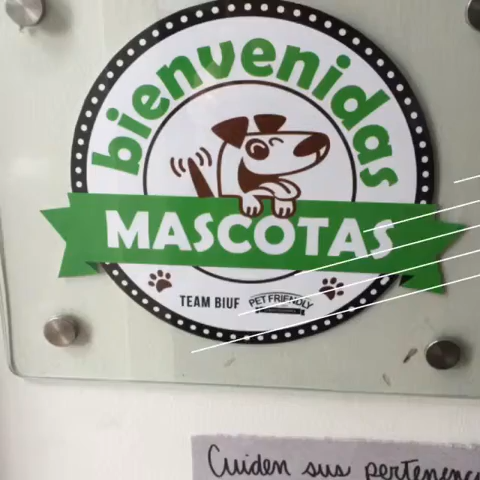 bienvenidas
MASCOTAS
TEAM BIUF PET FRIENDLY
Cuiden sus